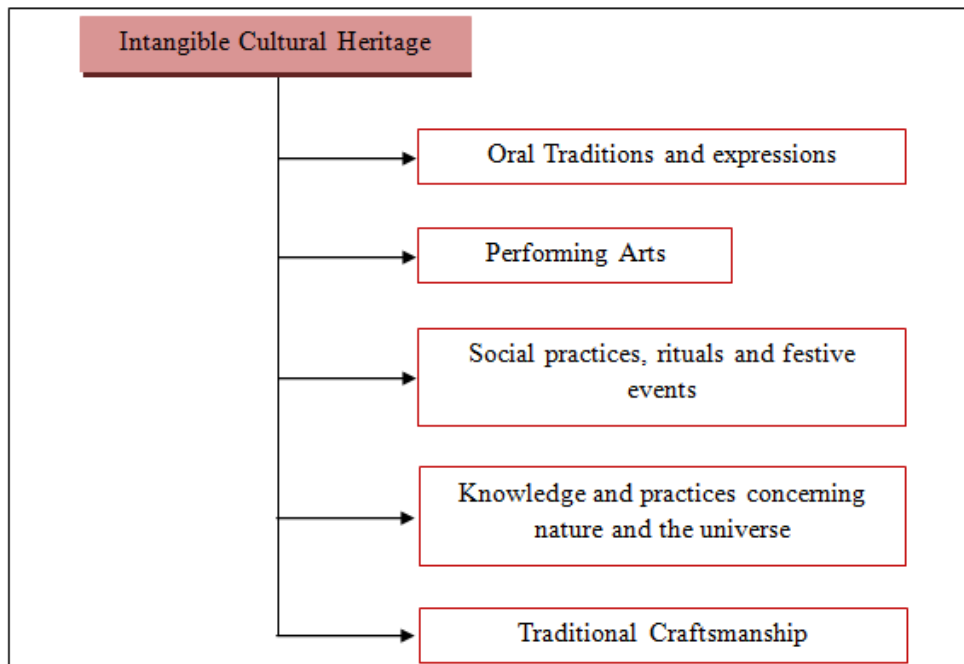 Intangible Cultural Heritage
Oral Traditions and expressions
Performing Arts
Social practices, rituals and festive
events
Knowledge and practices concerning
nature and the universe
Traditional Craftsmanship